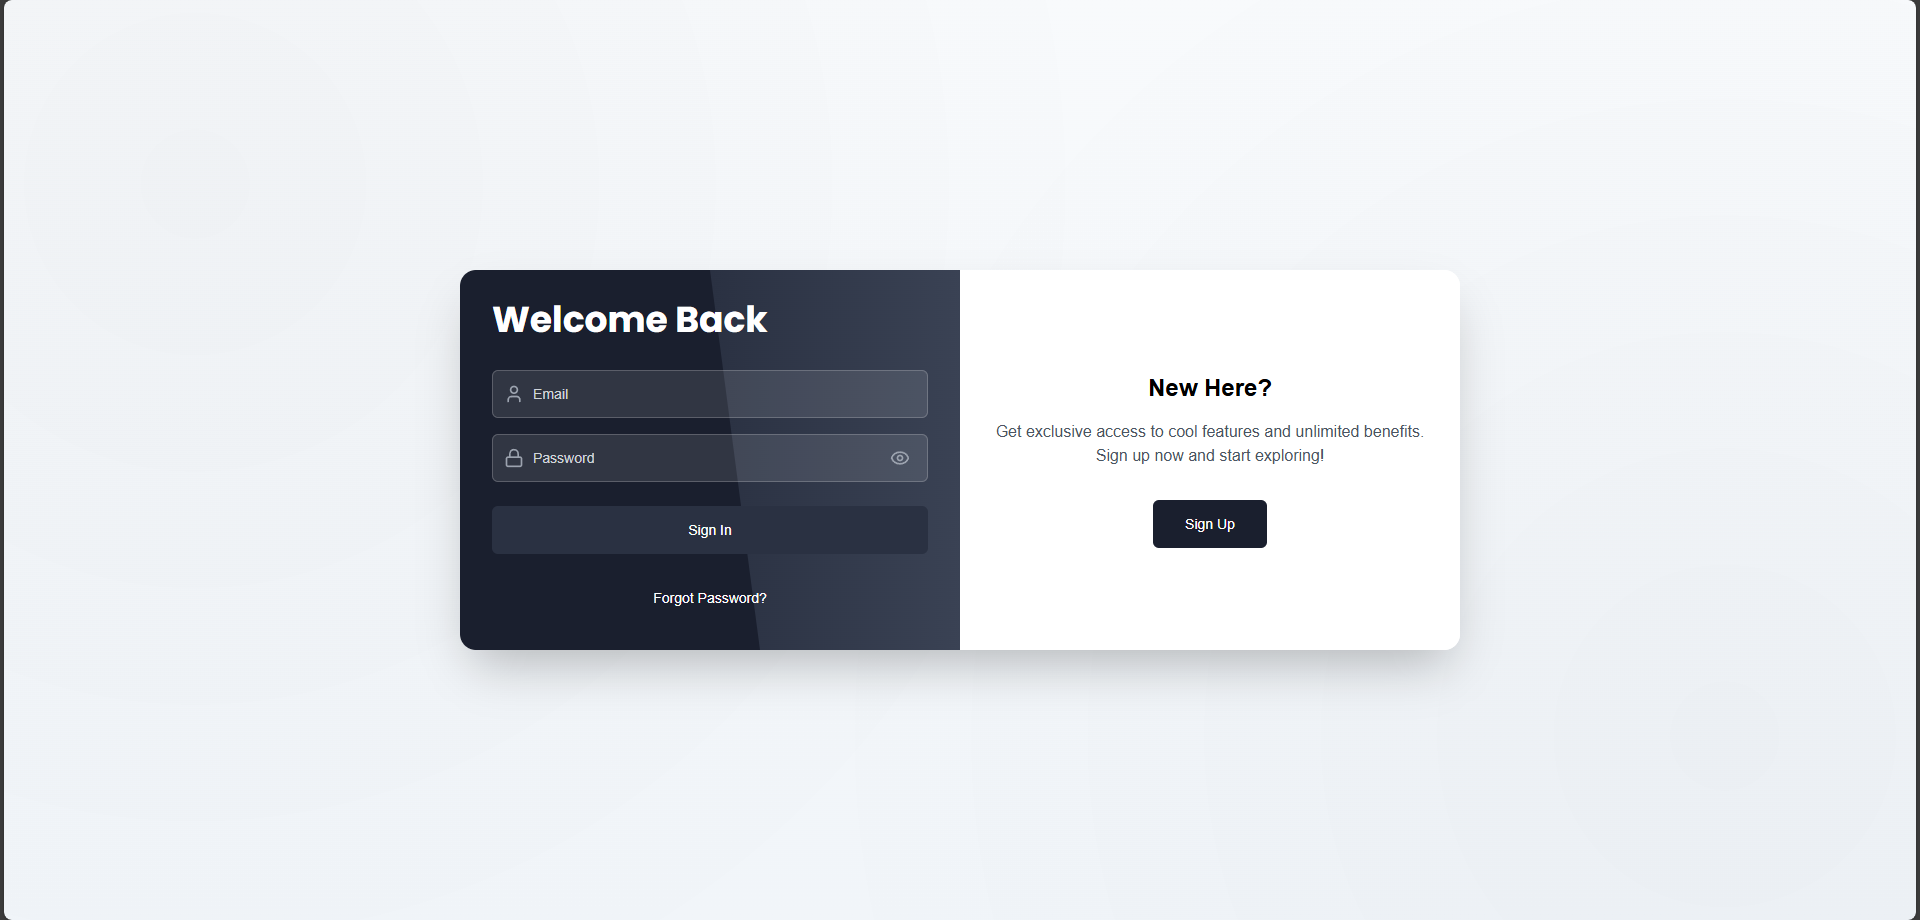 Welcome Back
Email
Password
Sign In
Forgot Password?
New Here?
Get exclusive access to cool features and unlimited benefits.
Sign up now and start exploring!
Sign Up